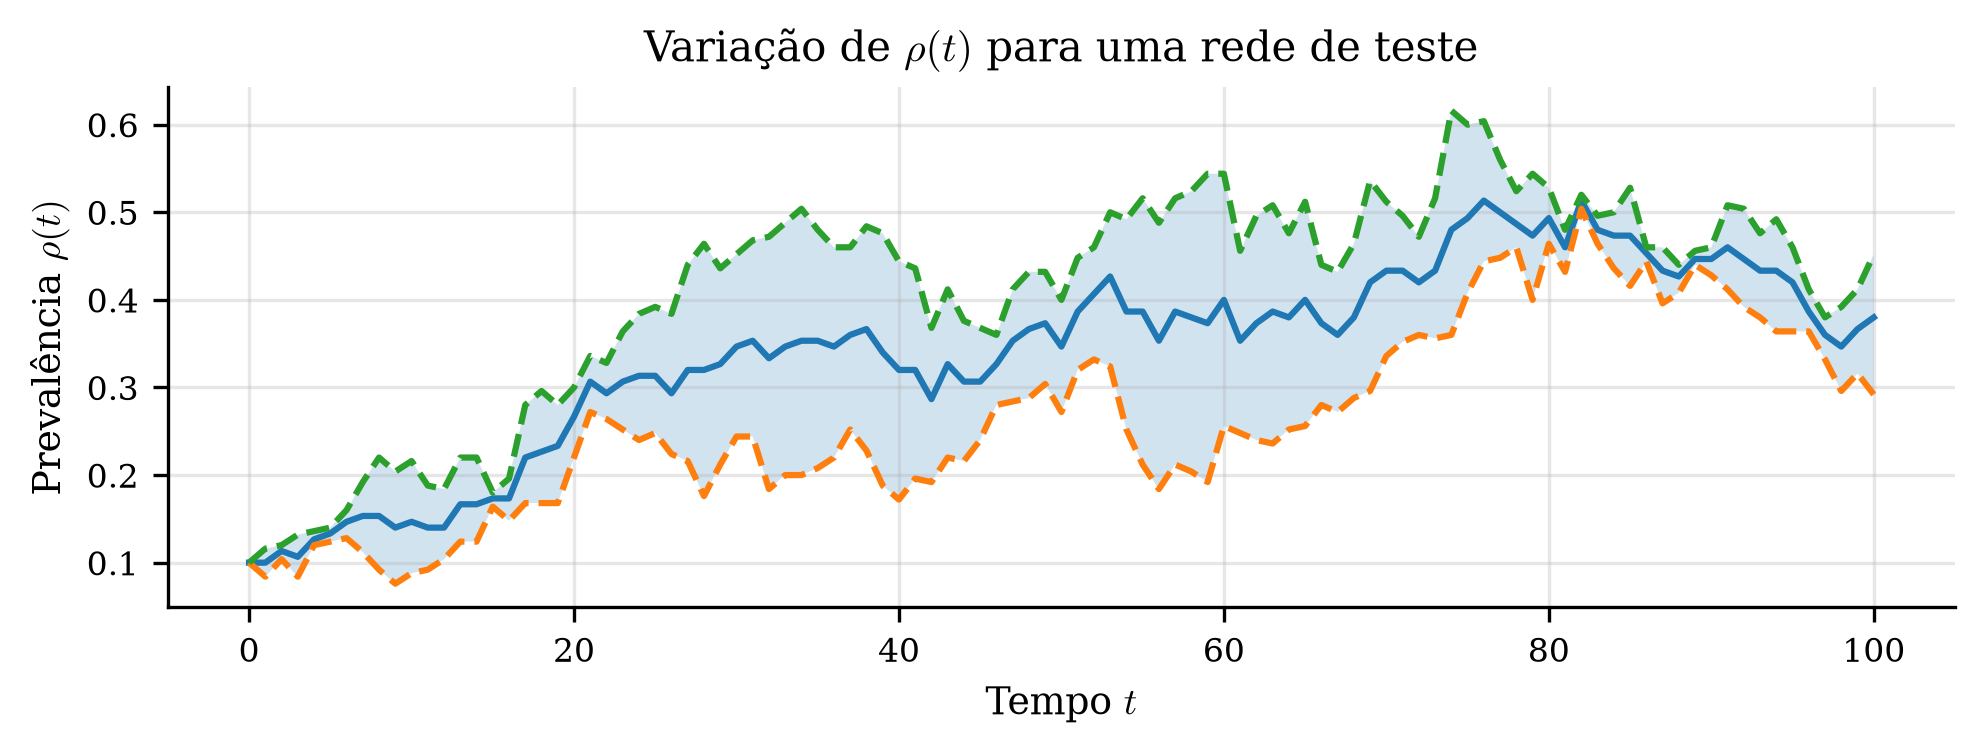 Variação de ρ(t) para uma rede de teste
Prevalência ρ(t)
0.6
0.5
0.4
0.3
0.2
0.1
0 20 40 60 80 100
Tempo t